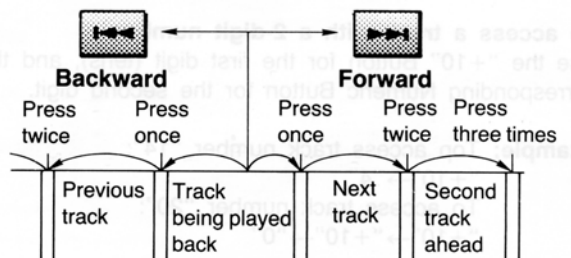 Backward
Forward
Press twice
Press once
Press once
Press twice
Press three times
Previous track
Track being played back
Next track
Second track ahead